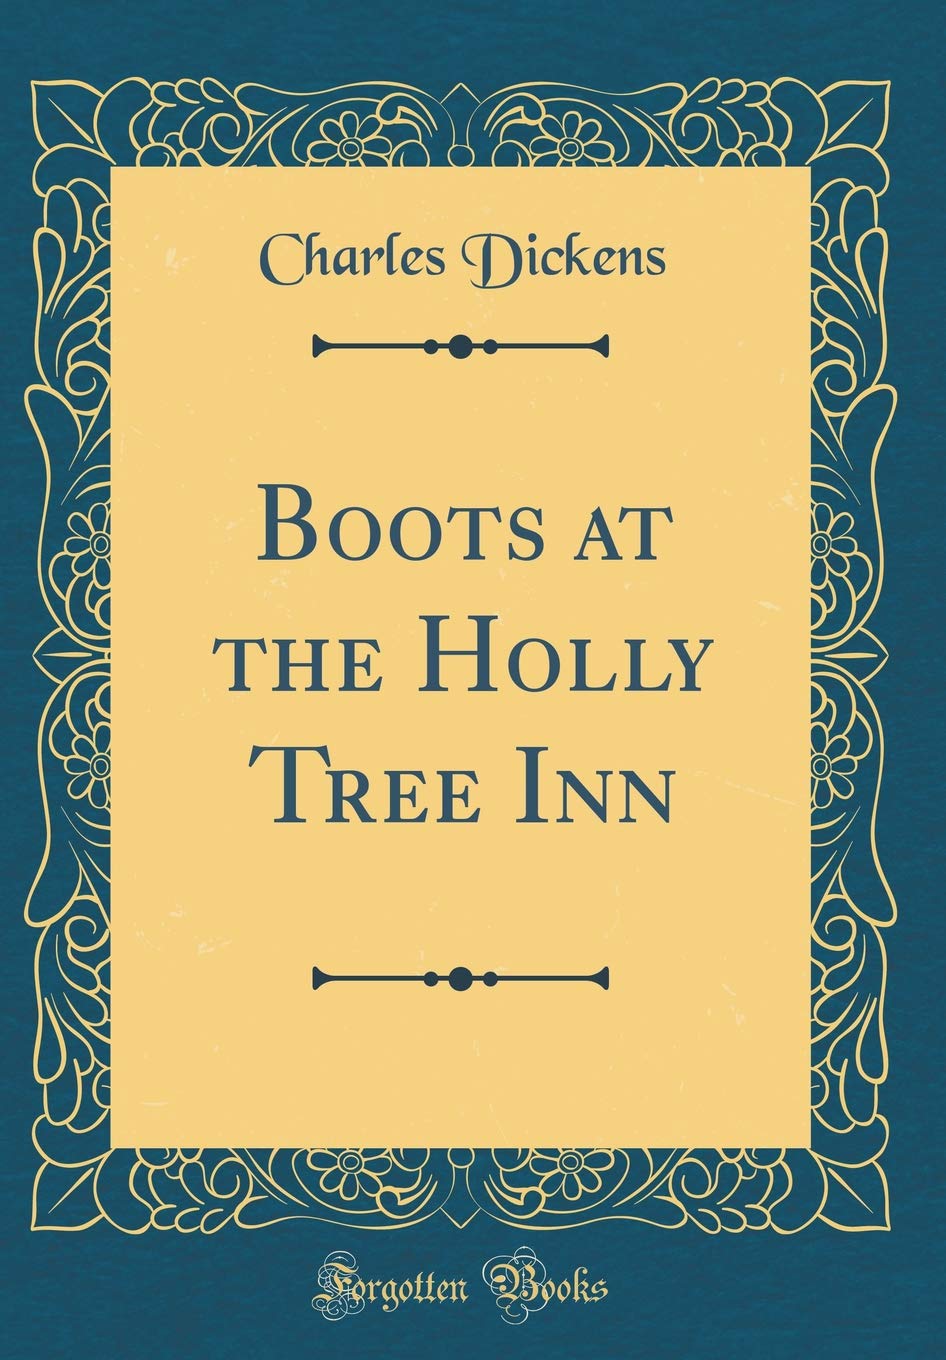 Charles Dickens
Boots at
the Holly
Tree Inn
Forgotten Books